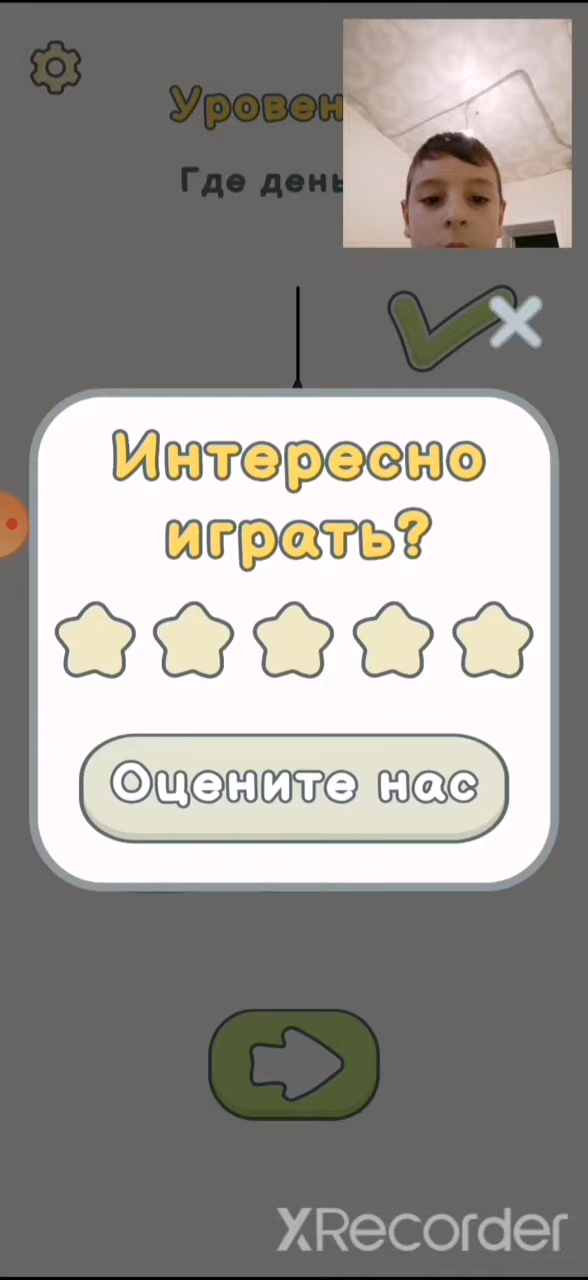 Уровен
Где день
Интересно
играть?
Оцените нас
XRecorder